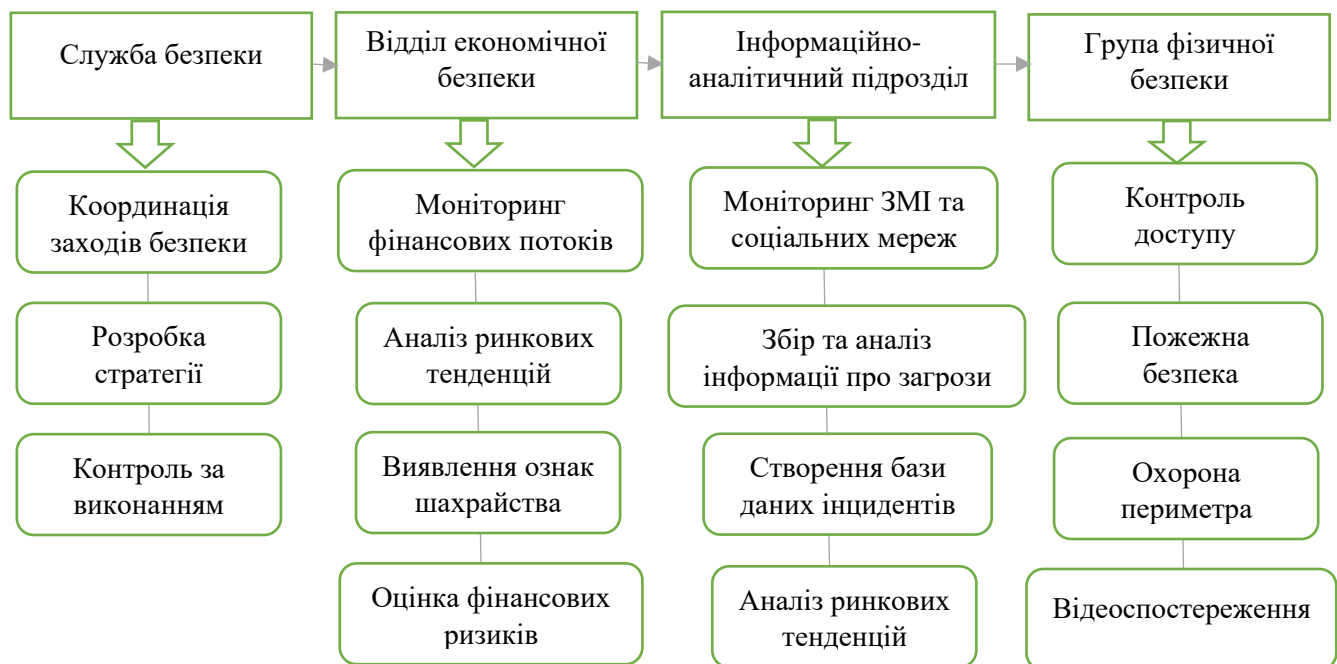 Служба безпеки
Відділ економічної
безпеки
Інформаційно-
аналітичний підрозділ
Група фізичної
безпеки
Координація
заходів безпеки
Розробка
стратегії
Контроль за
виконанням
Моніторинг
фінансових потоків
Аналіз ринкових
тенденцій
Виявлення ознак
шахрайства
Оцінка фінансових
ризиків
Моніторинг ЗМІ та
соціальних мереж
Збір та аналіз
інформації про загрози
Створення бази
даних інцидентів
Аналіз ринкових
тенденцій
Контроль
доступу
Пожежна
безпека
Охорона
периметра
Відеоспостереження